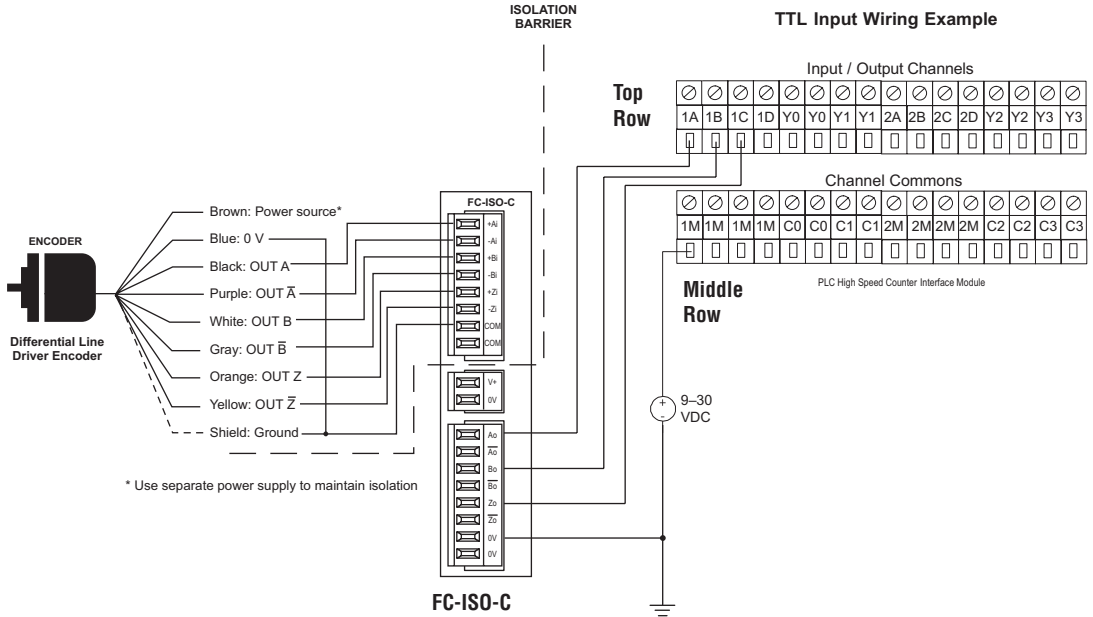 ISOLATION
BARRIER
TTL Input Wiring Example
Input / Output Channels
Top
Row
1A 1B 1C 1D Y0 Y0 Y1 Y1 2A 2B 2C 2D Y2 Y2 Y3 Y3
Channel Commons
1M 1M 1M 1M C0 C0 C1 C1 2M 2M 2M 2M C2 C2 C3 C3
PLC High Speed Counter Interface Module
Middle
Row
ENCODER
Differential Line
Driver Encoder
Brown: Power source*
Blue: 0 V
Black: OUT A
Purple: OUT A̅
White: OUT B
Gray: OUT B̅
Orange: OUT Z
Yellow: OUT Z̅
Shield: Ground
* Use separate power supply to maintain isolation
FC-ISO-C
+Ai
-Ai
+Bi
-Bi
+Zi
-Zi
COM
COM
V+
0V
Ao
A̅o̅
Bo
B̅o̅
Zo
Z̅o̅
0V
0V
FC-ISO-C
+
-
9–30
VDC